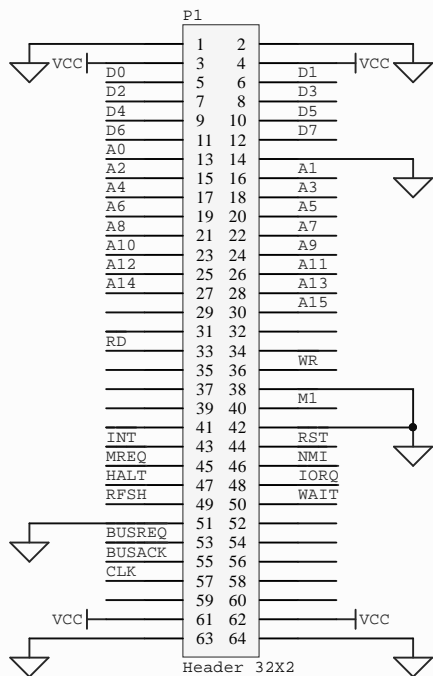 P1
1 2
VCC 3 4 VCC
D0 5 6 D1
D2 7 8 D3
D4 9 10 D5
D6 11 12 D7
A0 13 14
A2 15 16 A1
A4 17 18 A3
A6 19 20 A5
A8 21 22 A7
A10 23 24 A9
A12 25 26 A11
A14 27 28 A13
29 30 A15
31 32
RD 33 34
35 36 WR
37 38
39 40 M1
41 42
INT 43 44 RST
MREQ 45 46 NMI
HALT 47 48 IORQ
RFSH 49 50 WAIT
51 52
BUSREQ 53 54
BUSACK 55 56
CLK 57 58
59 60
VCC 61 62 VCC
63 64
Header 32X2